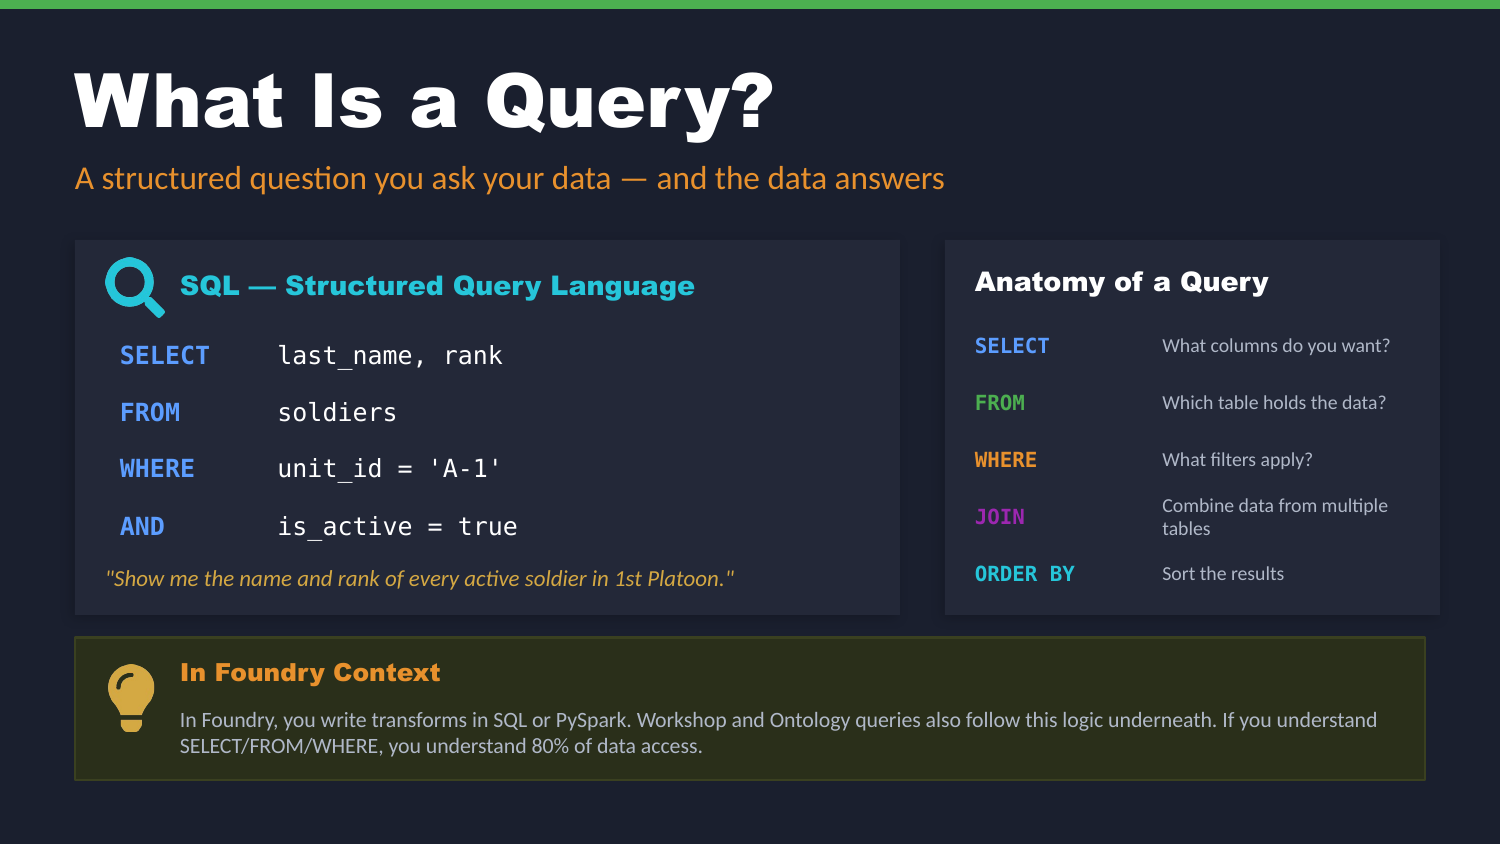 What Is a Query?
A structured question you ask your data — and the data answers
SQL — Structured Query Language
SELECT last_name, rank
FROM soldiers
WHERE unit_id = 'A-1'
AND is_active = true
"Show me the name and rank of every active soldier in 1st Platoon."
Anatomy of a Query
SELECT What columns do you want?
FROM Which table holds the data?
WHERE What filters apply?
JOIN Combine data from multiple
tables
ORDER BY Sort the results
In Foundry Context
In Foundry, you write transforms in SQL or PySpark. Workshop and Ontology queries also follow this logic underneath. If you understand
SELECT/FROM/WHERE, you understand 80% of data access.